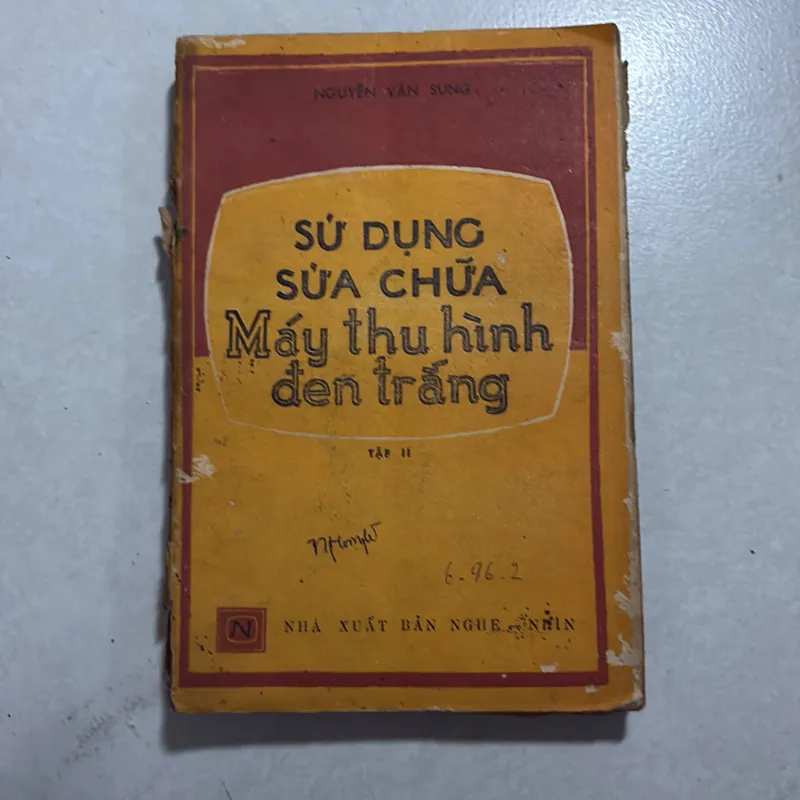 NGUYỄN VĂN SUNG
SỬ DỤNG
SỬA CHỮA
Máy thu hình
đen trắng
TẬP II
6-96.2
N
NHÀ XUẤT BẢN NGHE - NHÌN